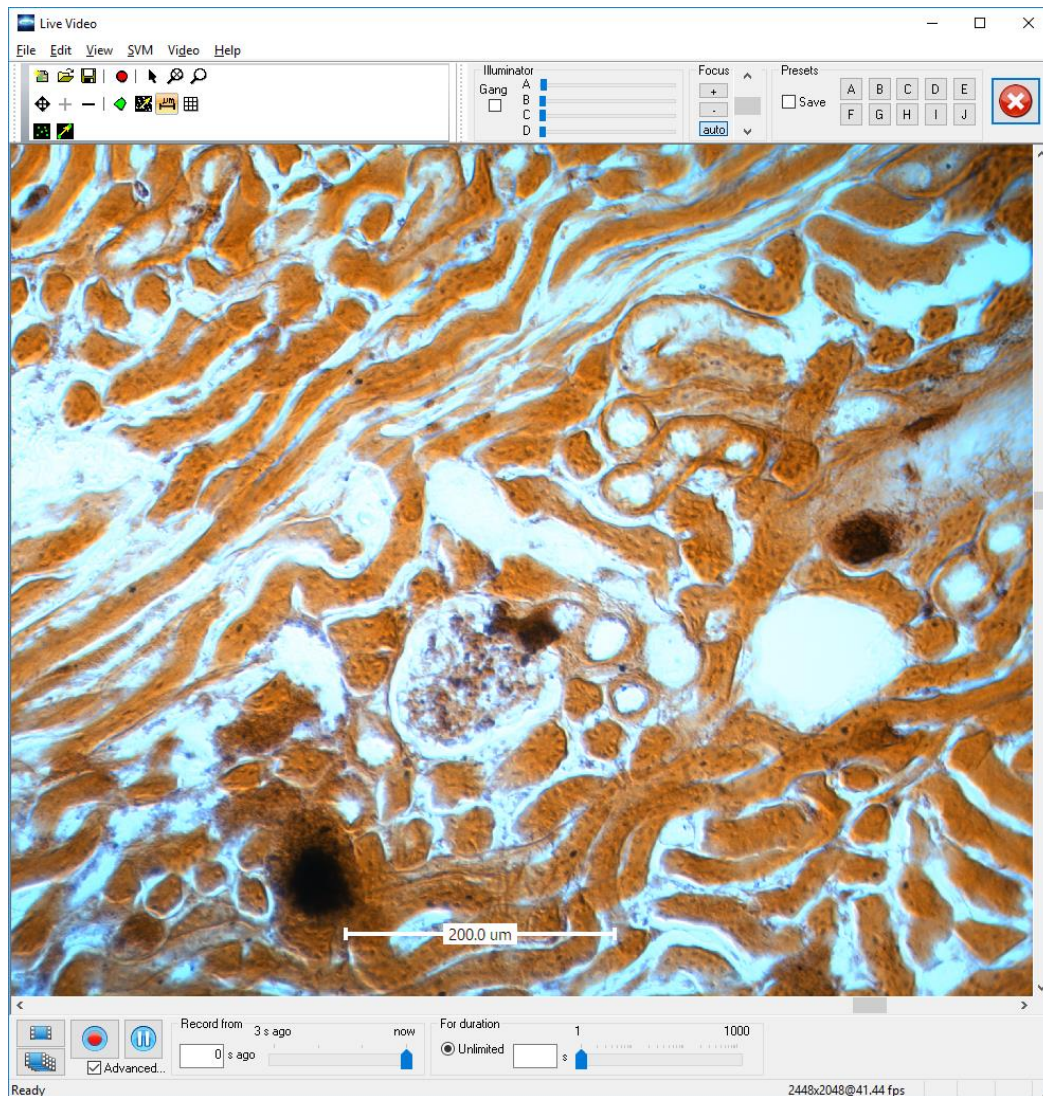 Live Video
File Edit View SVM Video Help
µm
Illuminator
Gang
A
B
C
D
Focus
+
-
auto
Presets
Save
A B C D E
F G H I J
200.0 um
Record from
3 s ago now
0 s ago
Advanced...
For duration
1 1000
Unlimited
s
Ready
2448x2048@41.44 fps